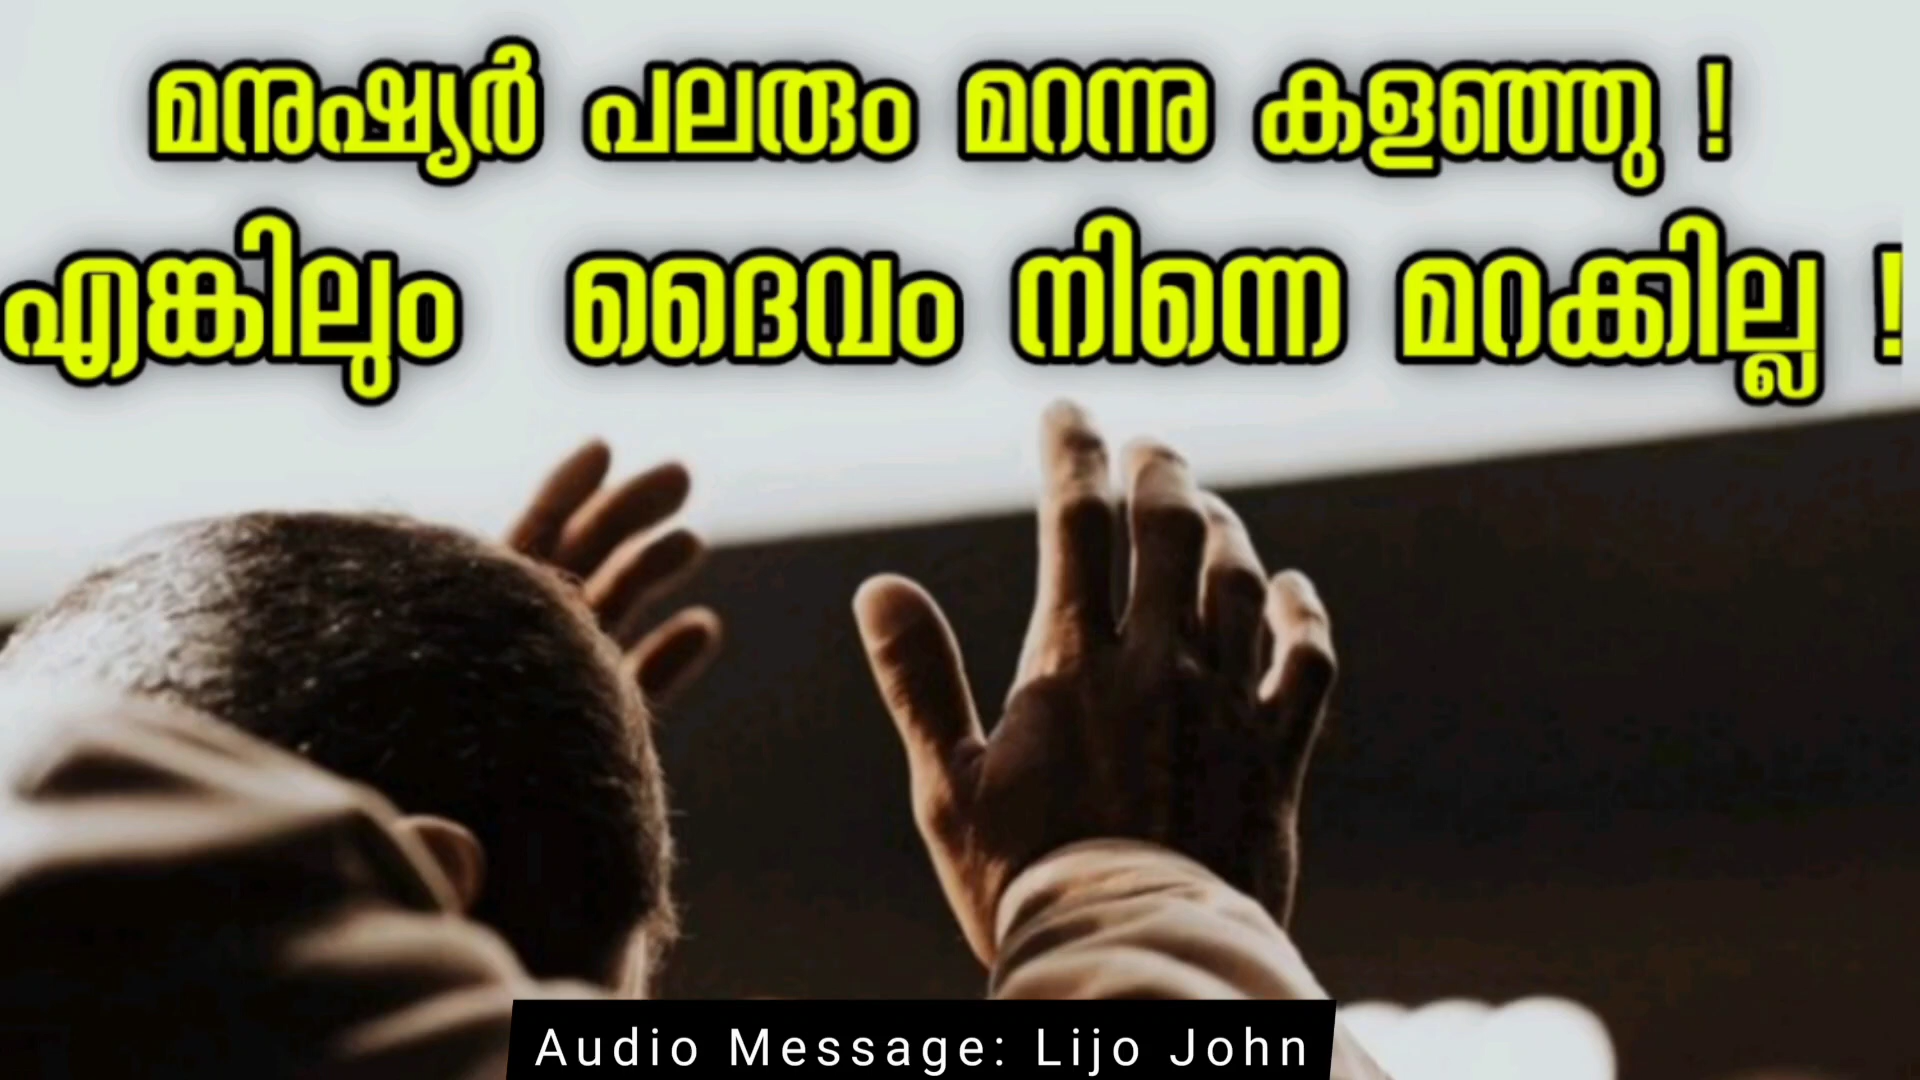 മനുഷ്യർ പലരും മറന്നു കളഞ്ഞു !
എങ്കിലും ദൈവം നിന്നെ മറക്കില്ല !
Audio Message: Lijo John